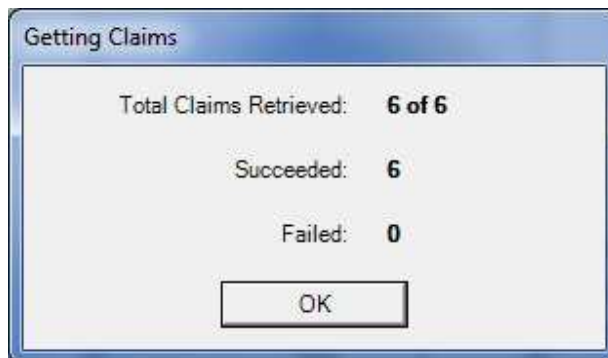 Getting Claims
Total Claims Retrieved: 6 of 6
Succeeded: 6
Failed: 0
OK